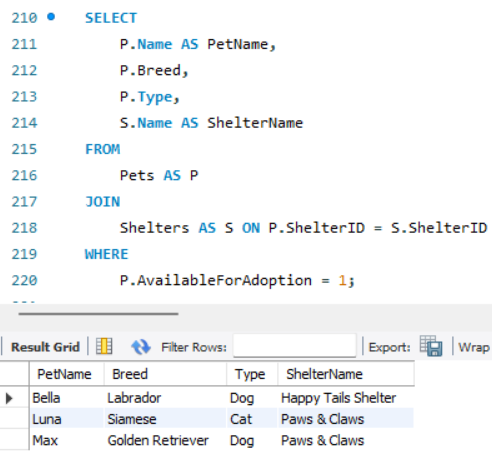 210 SELECT
211 P.Name AS PetName,
212 P.Breed,
213 P.Type,
214 S.Name AS ShelterName
215 FROM
216 Pets AS P
217 JOIN
218 Shelters AS S ON P.ShelterID = S.ShelterID
219 WHERE
220 P.AvailableForAdoption = 1;
Result Grid Filter Rows: Export: Wrap
PetName Breed Type ShelterName
Bella Labrador Dog Happy Tails Shelter
Luna Siamese Cat Paws & Claws
Max Golden Retriever Dog Paws & Claws